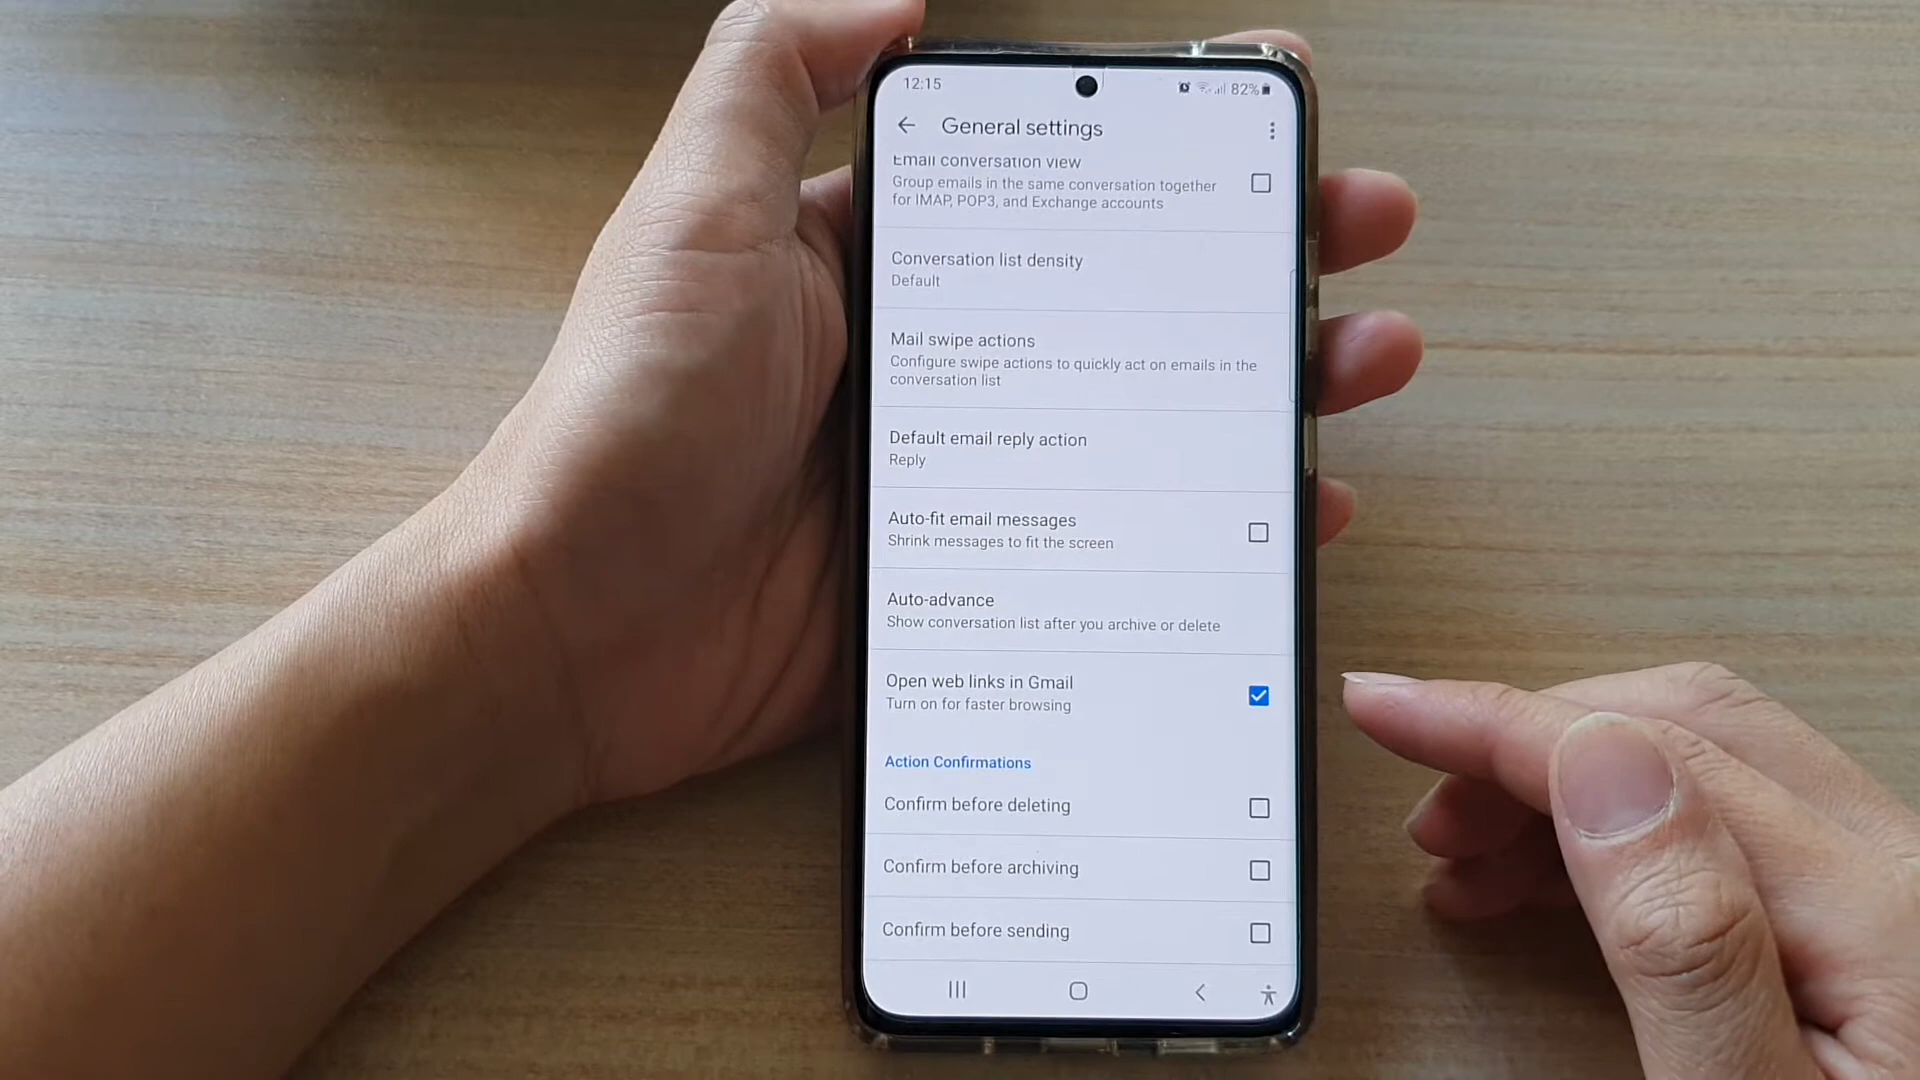 12:15
82%
General settings
Email conversation view
Group emails in the same conversation together
for IMAP, POP3, and Exchange accounts
Conversation list density
Default
Mail swipe actions
Configure swipe actions to quickly act on emails in the
conversation list
Default email reply action
Reply
Auto-fit email messages
Shrink messages to fit the screen
Auto-advance
Show conversation list after you archive or delete
Open web links in Gmail
Turn on for faster browsing
Action Confirmations
Confirm before deleting
Confirm before archiving
Confirm before sending